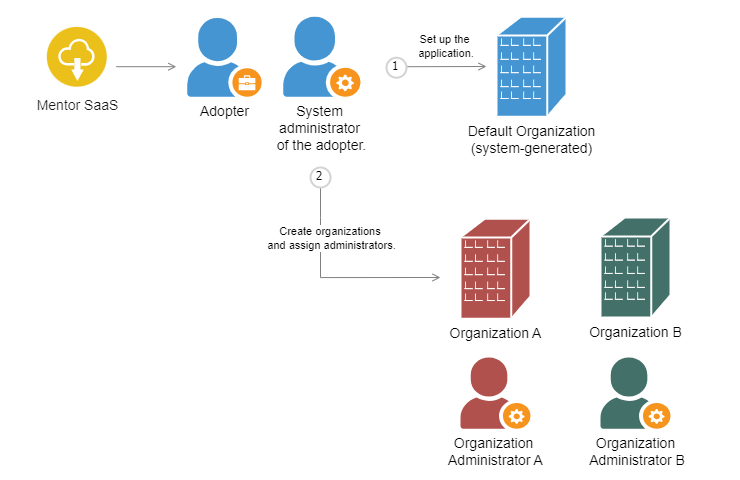 Mentor SaaS
Adopter
System
administrator
of the adopter.
1
Set up the
application.
Default Organization
(system-generated)
2
Create organizations
and assign administrators.
Organization A
Organization B
Organization
Administrator A
Organization
Administrator B